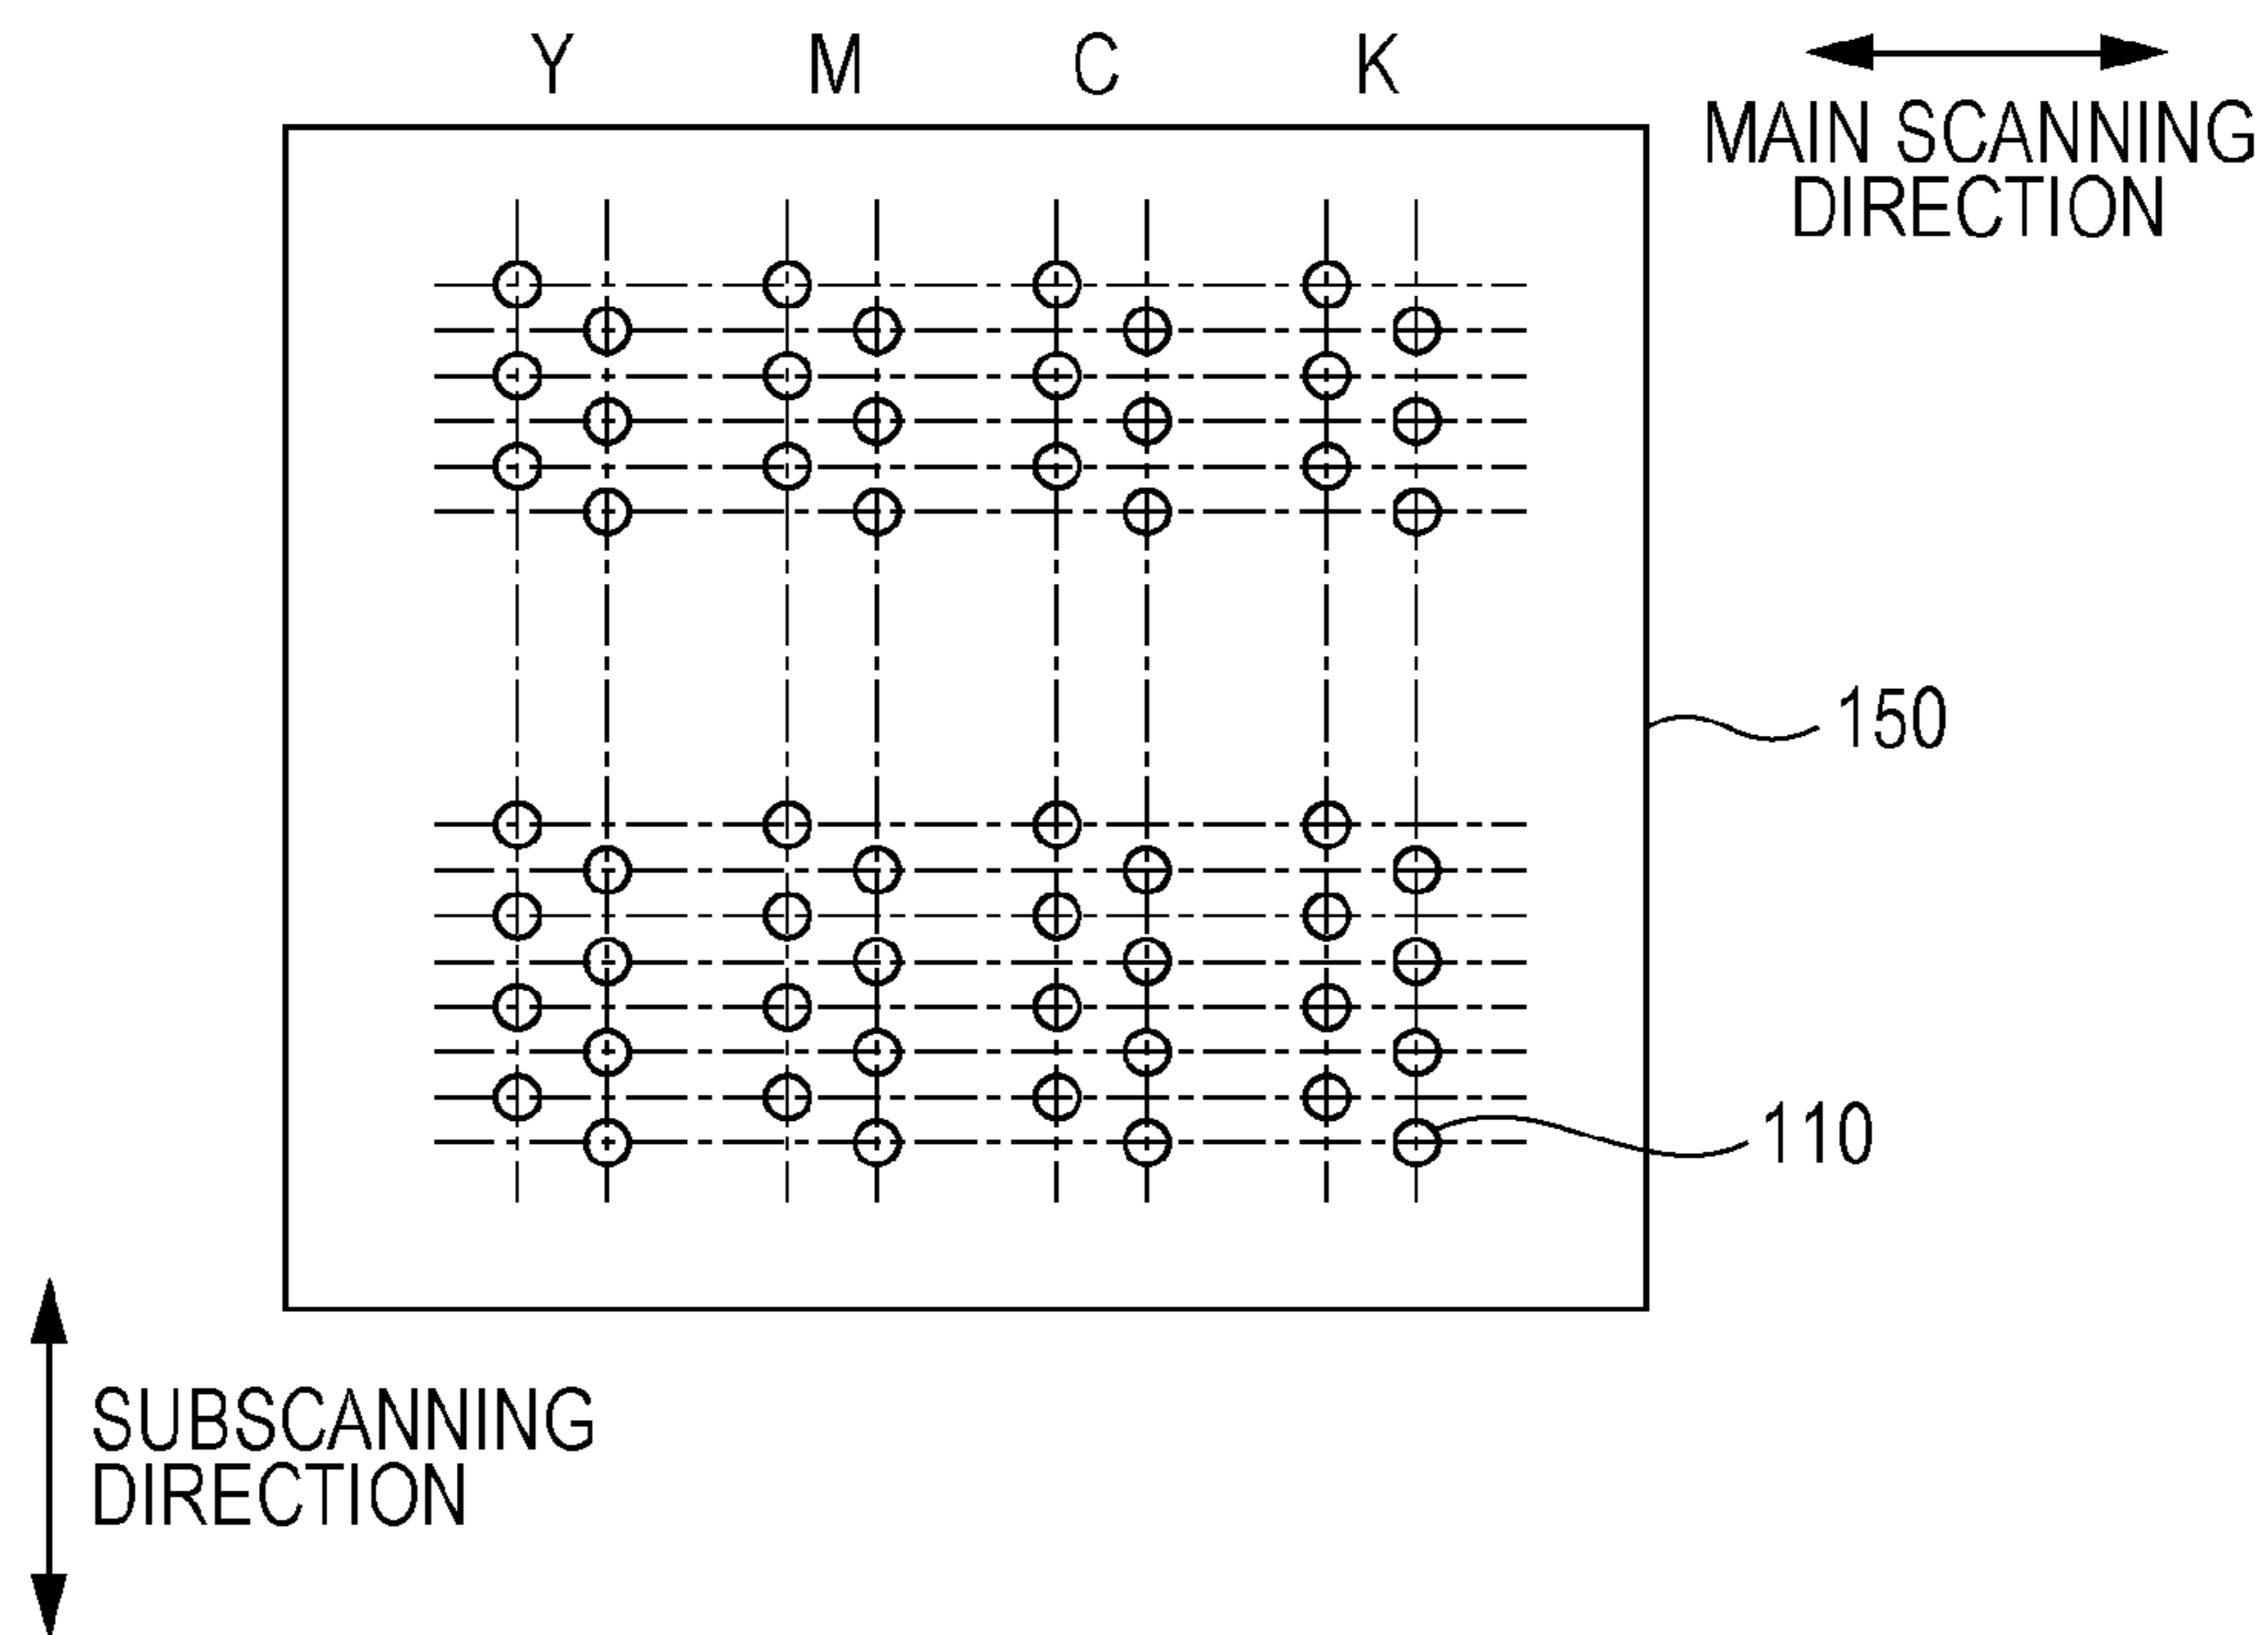 Y M C K
MAIN SCANNING
DIRECTION
150
110
SUBSCANNING
DIRECTION